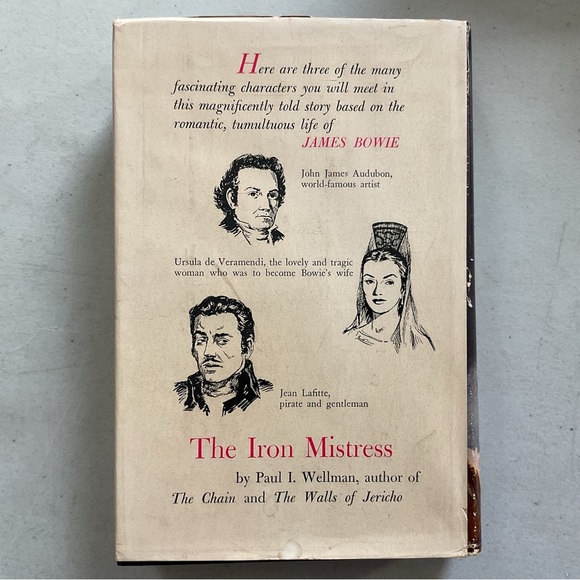 Here are three of the many
fascinating characters you will meet in
this magnificently told story based on the
romantic, tumultuous life of
JAMES BOWIE
John James Audubon,
world-famous artist
Ursula de Veramendi, the lovely and tragic
woman who was to become Bowie's wife
Jean Lafitte,
pirate and gentleman
The Iron Mistress
by Paul I. Wellman, author of
The Chain and The Walls of Jericho